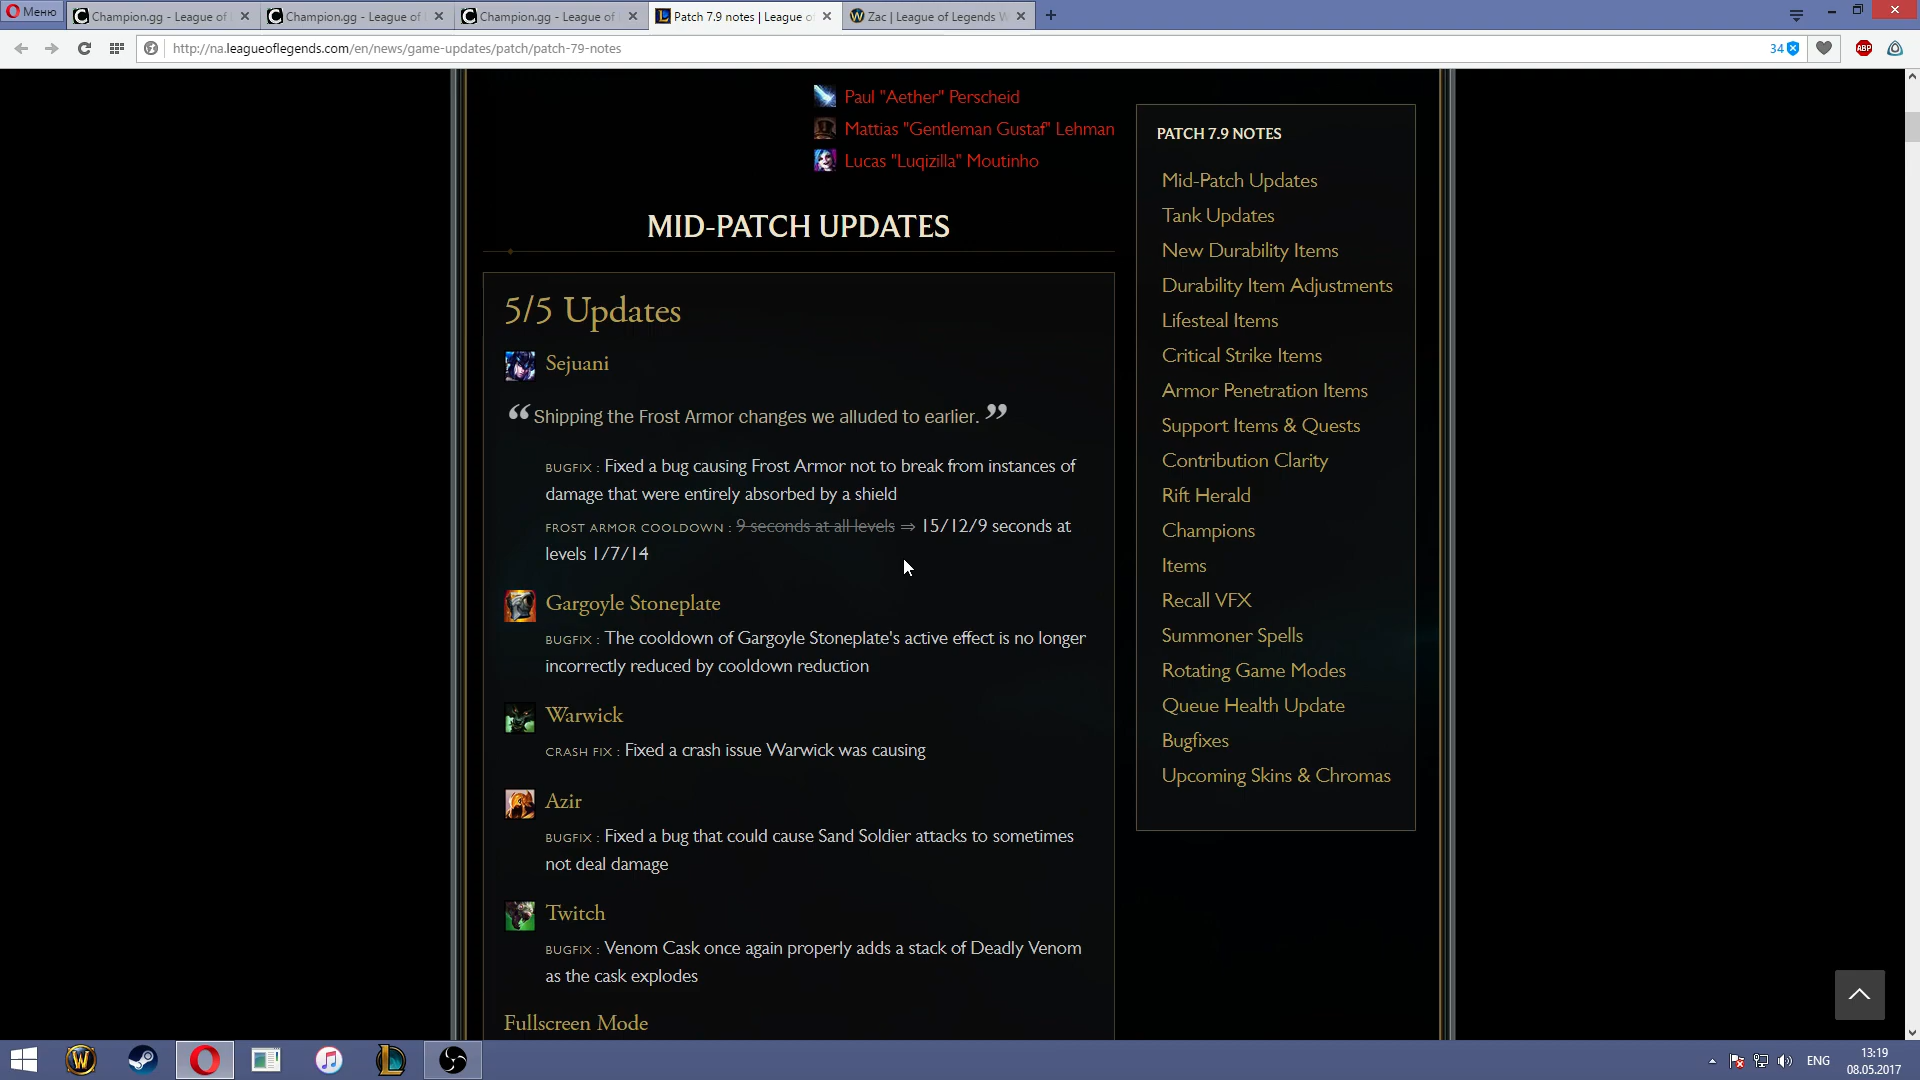 Меню
Champion.gg - League of
Champion.gg - League of
Champion.gg - League of
Patch 7.9 notes | League o
Zac | League of Legends W
http://na.leagueoflegends.com/en/news/game-updates/patch/patch-79-notes
34
ABP
Paul "Aether" Perscheid
Mattias "Gentleman Gustaf" Lehman
Lucas "Luqizilla" Moutinho
MID-PATCH UPDATES
5/5 Updates
Sejuani
“ Shipping the Frost Armor changes we alluded to earlier. ”
BUGFIX : Fixed a bug causing Frost Armor not to break from instances of
damage that were entirely absorbed by a shield
FROST ARMOR COOLDOWN : 9 seconds at all levels ⇒ 15/12/9 seconds at
levels 1/7/14
Gargoyle Stoneplate
BUGFIX : The cooldown of Gargoyle Stoneplate's active effect is no longer
incorrectly reduced by cooldown reduction
Warwick
CRASH FIX : Fixed a crash issue Warwick was causing
Azir
BUGFIX : Fixed a bug that could cause Sand Soldier attacks to sometimes
not deal damage
Twitch
BUGFIX : Venom Cask once again properly adds a stack of Deadly Venom
as the cask explodes
Fullscreen Mode
PATCH 7.9 NOTES
Mid-Patch Updates
Tank Updates
New Durability Items
Durability Item Adjustments
Lifesteal Items
Critical Strike Items
Armor Penetration Items
Support Items & Quests
Contribution Clarity
Rift Herald
Champions
Items
Recall VFX
Summoner Spells
Rotating Game Modes
Queue Health Update
Bugfixes
Upcoming Skins & Chromas
ENG
13:19
08.05.2017